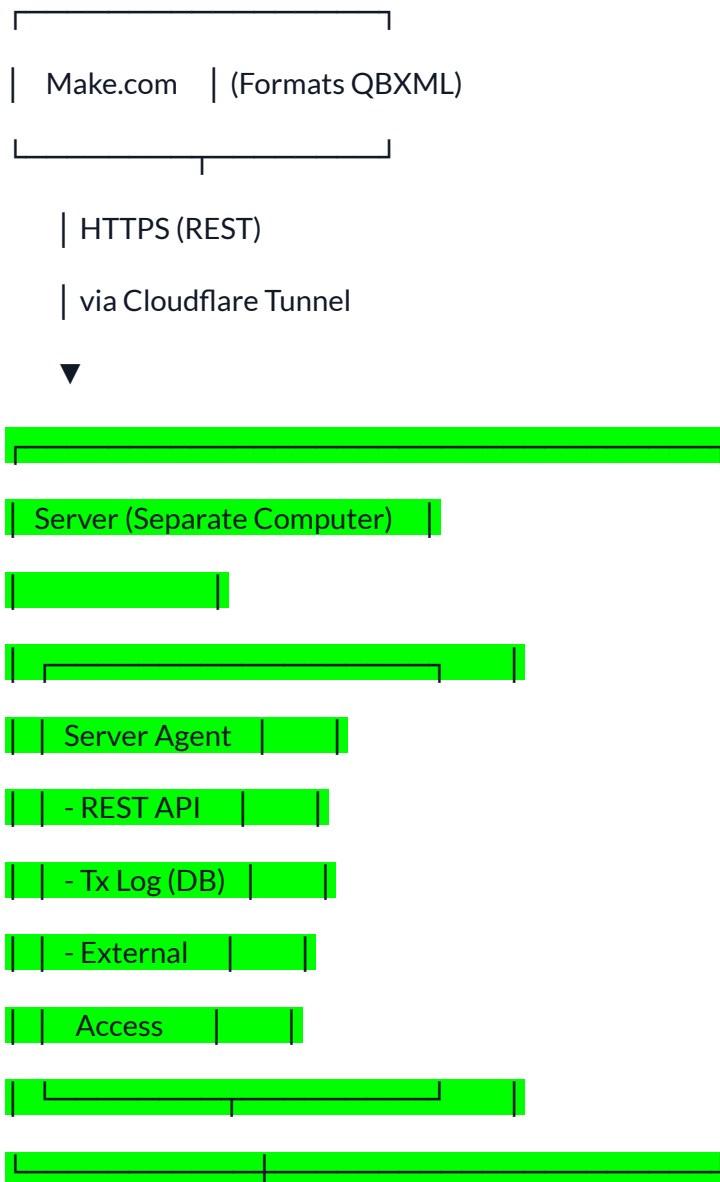 ┌─────────────────┐
│ Make.com │ (Formats QBXML)
└────────┬────────┘
│ HTTPS (REST)
│ via Cloudflare Tunnel
▼
┌─────────────────────────────────
│ Server (Separate Computer) │
│ │
│ ┌──────────────────┐ │
│ │ Server Agent │ │
│ │ - REST API │ │
│ │ - Tx Log (DB) │ │
│ │ - External │ │
│ │ Access │ │
│ └────────┬─────────┘ │
└───────────┼─────────────────────